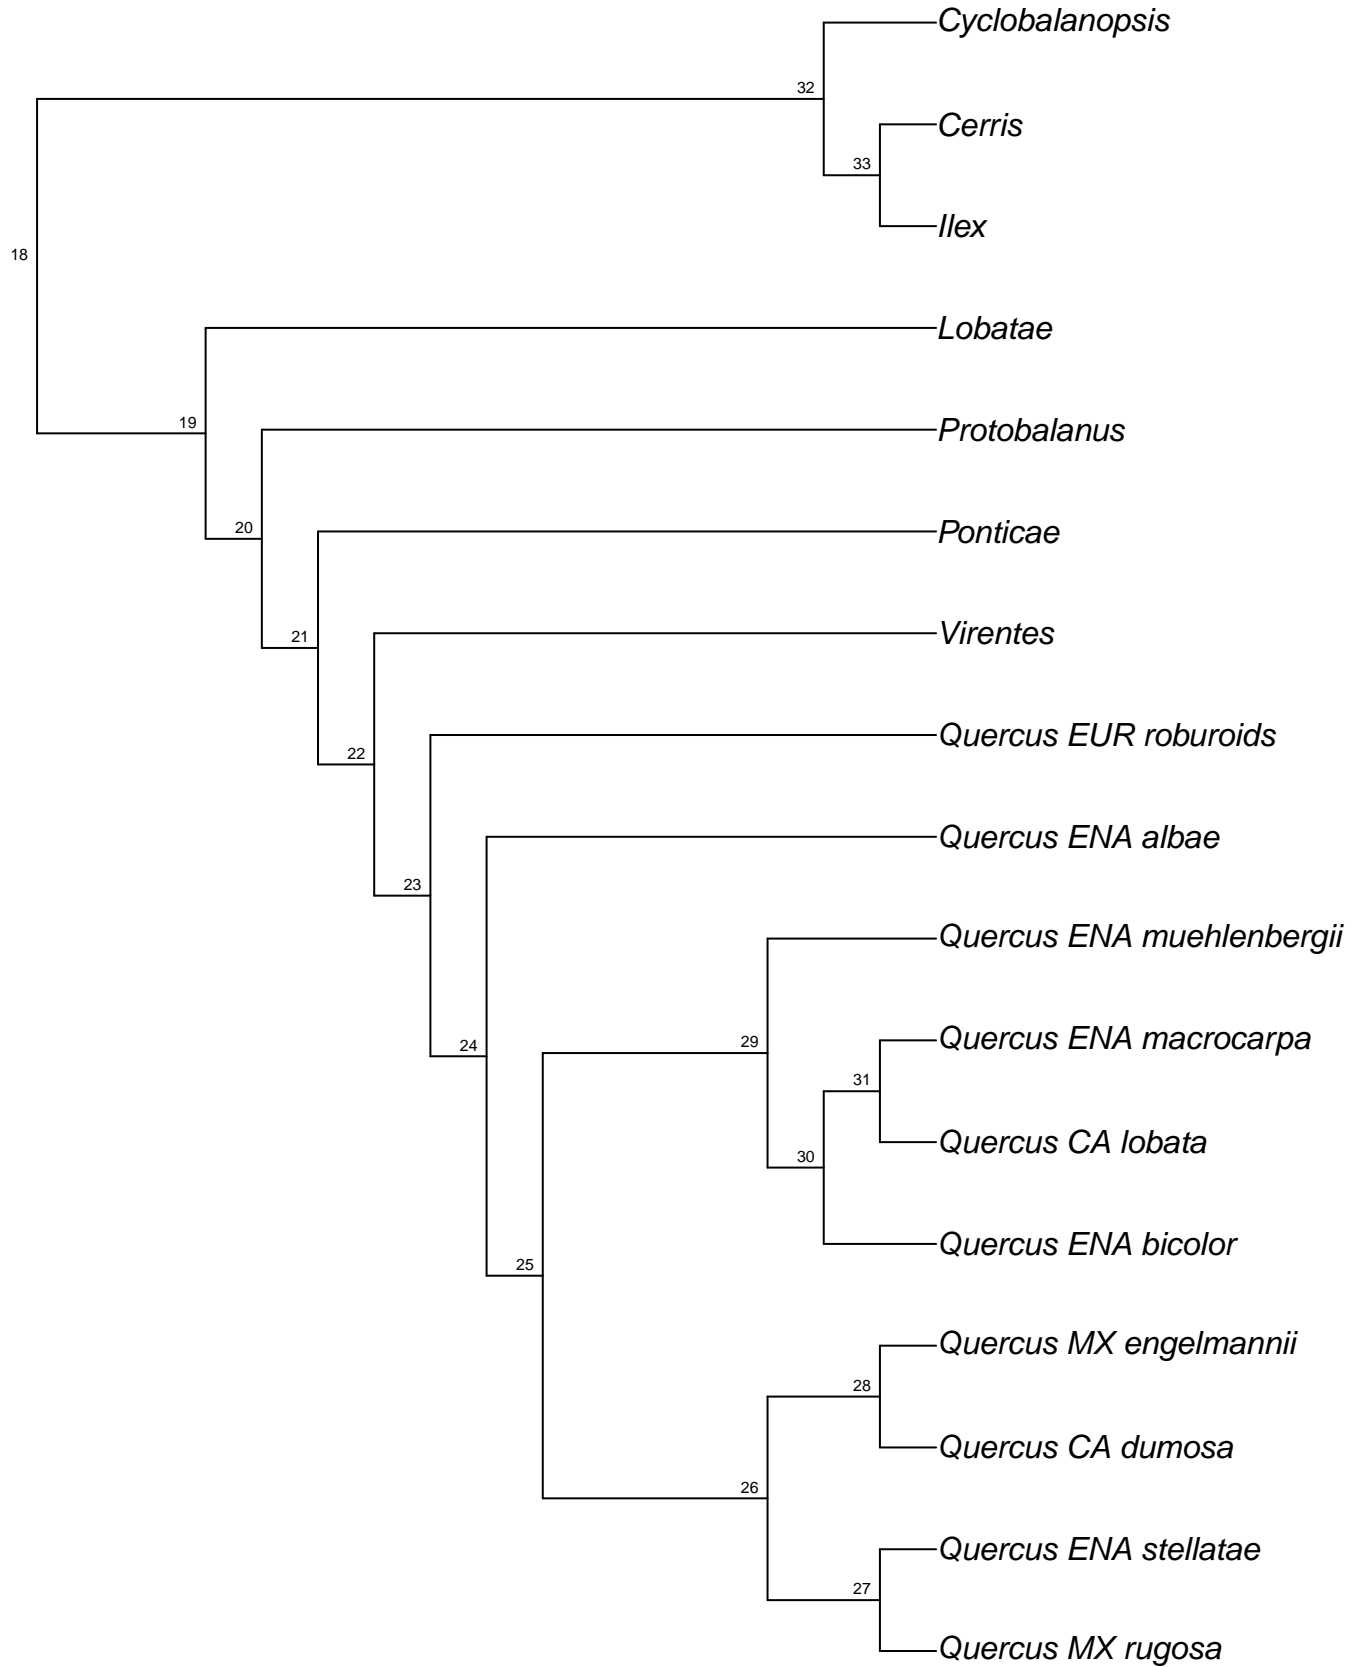 Cyclobalanopsis
32
Cerris
33
Ilex
18
Lobatae
19
Protobalanus
20
Ponticae
21
Virentes
22
Quercus EUR roburoids
Quercus ENA albae
23
Quercus ENA muehlenbergii
24
29
Quercus ENA macrocarpa
31
Quercus CA lobata
30
Quercus ENA bicolor
25
Quercus MX engelmannii
28
Quercus CA dumosa
26
Quercus ENA stellatae
27
Quercus MX rugosa